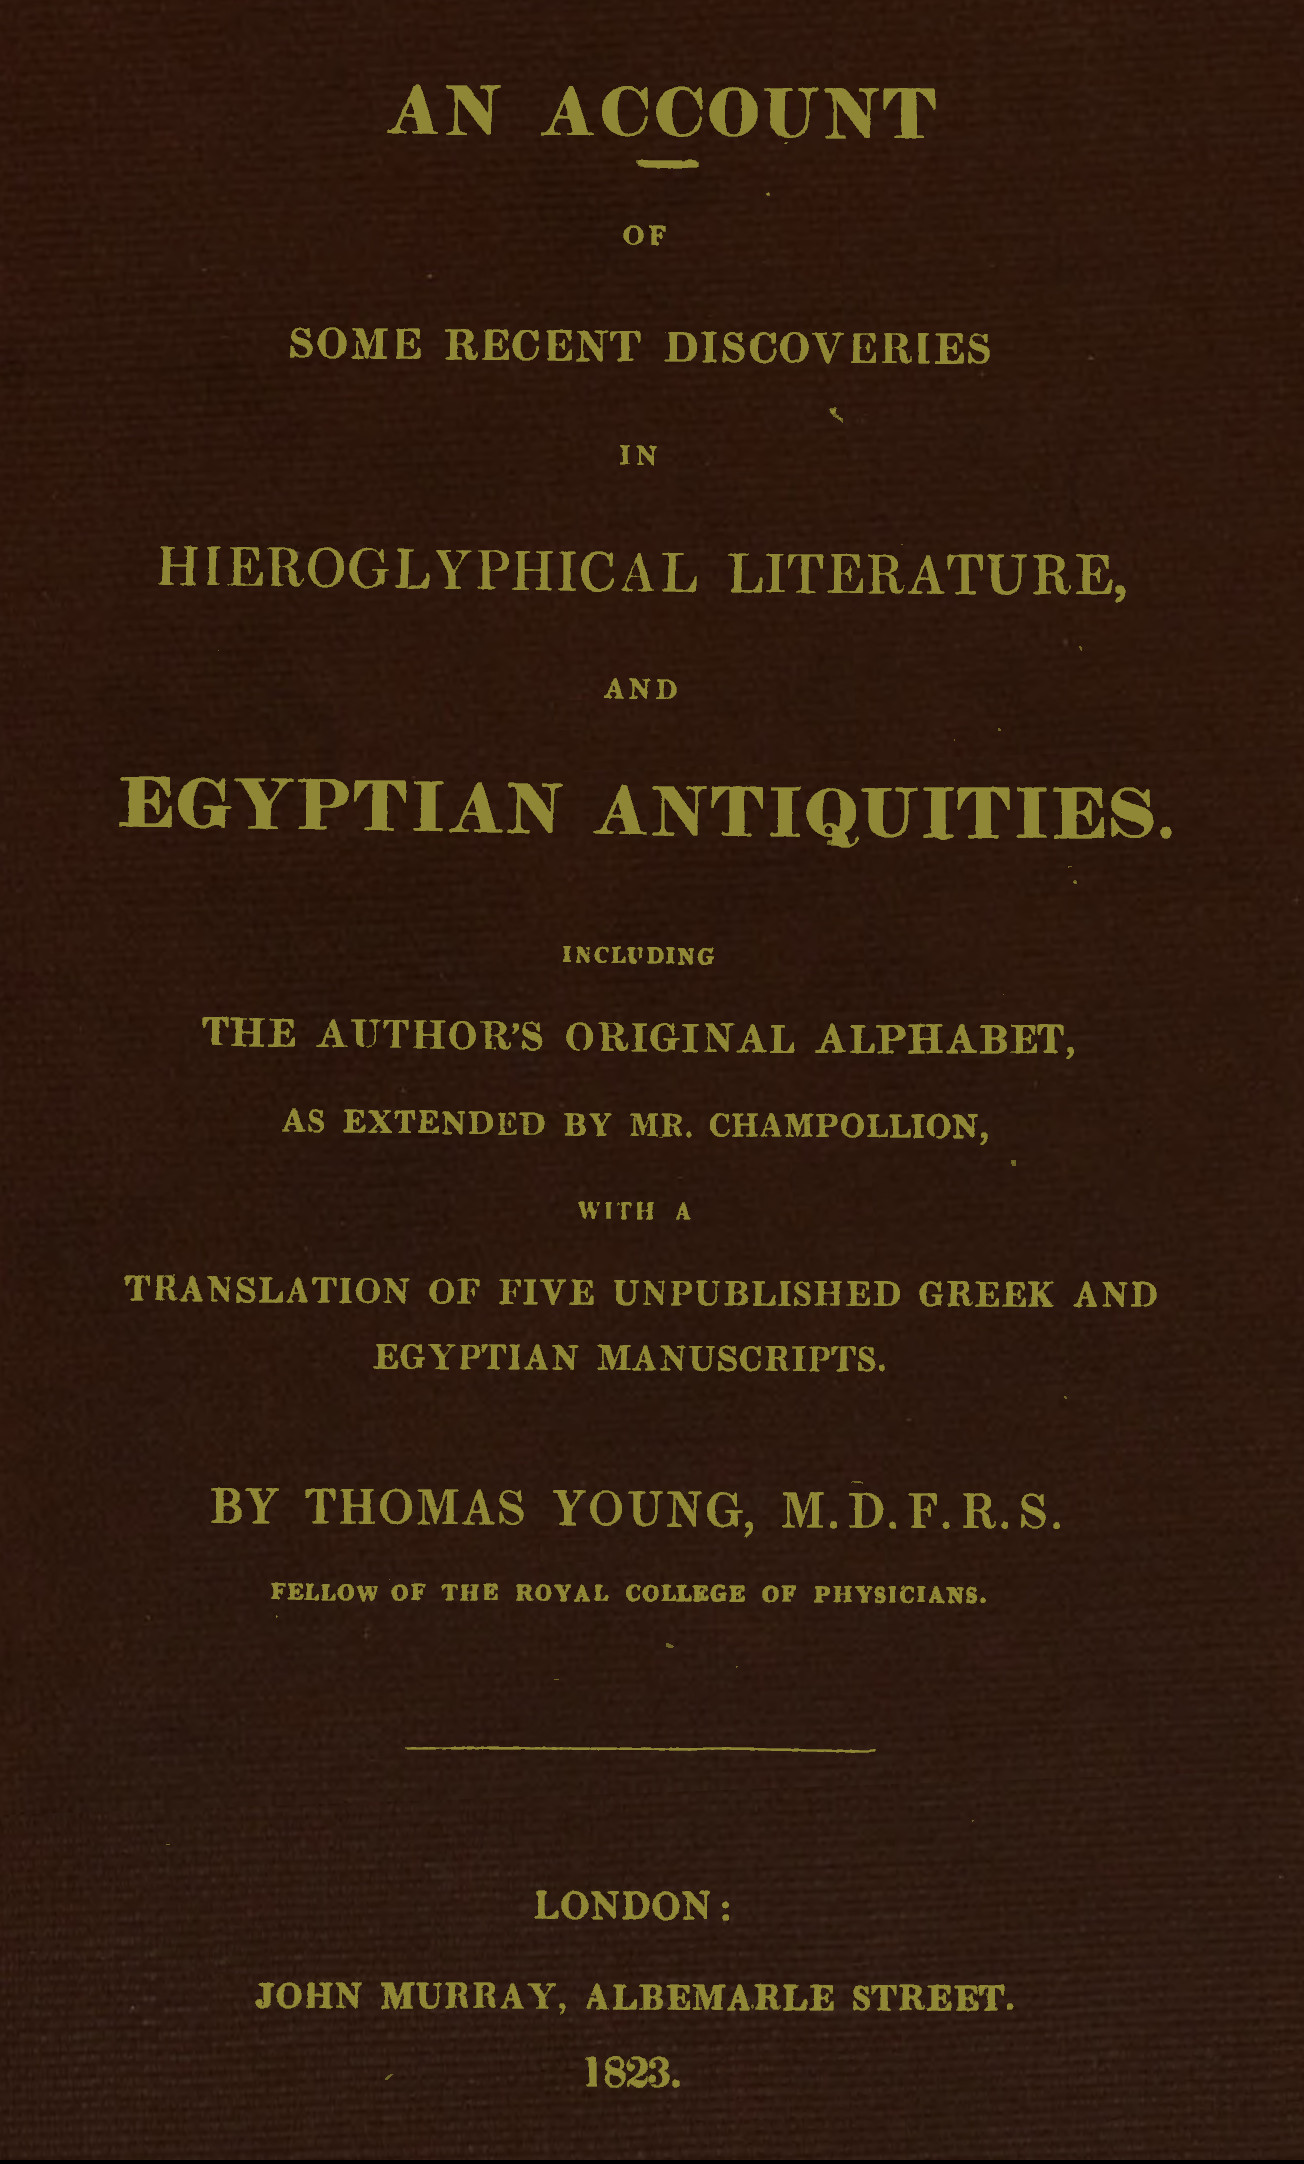 AN ACCOUNT
OF
SOME RECENT DISCOVERIES
IN
HIEROGLYPHICAL LITERATURE,
AND
EGYPTIAN ANTIQUITIES.
INCLUDING
THE AUTHOR'S ORIGINAL ALPHABET,
AS EXTENDED BY MR. CHAMPOLLION,
WITH A
TRANSLATION OF FIVE UNPUBLISHED GREEK AND
EGYPTIAN MANUSCRIPTS.
BY THOMAS YOUNG, M.D.F.R.S.
FELLOW OF THE ROYAL COLLEGE OF PHYSICIANS.
LONDON:
JOHN MURRAY, ALBEMARLE STREET.
1823.